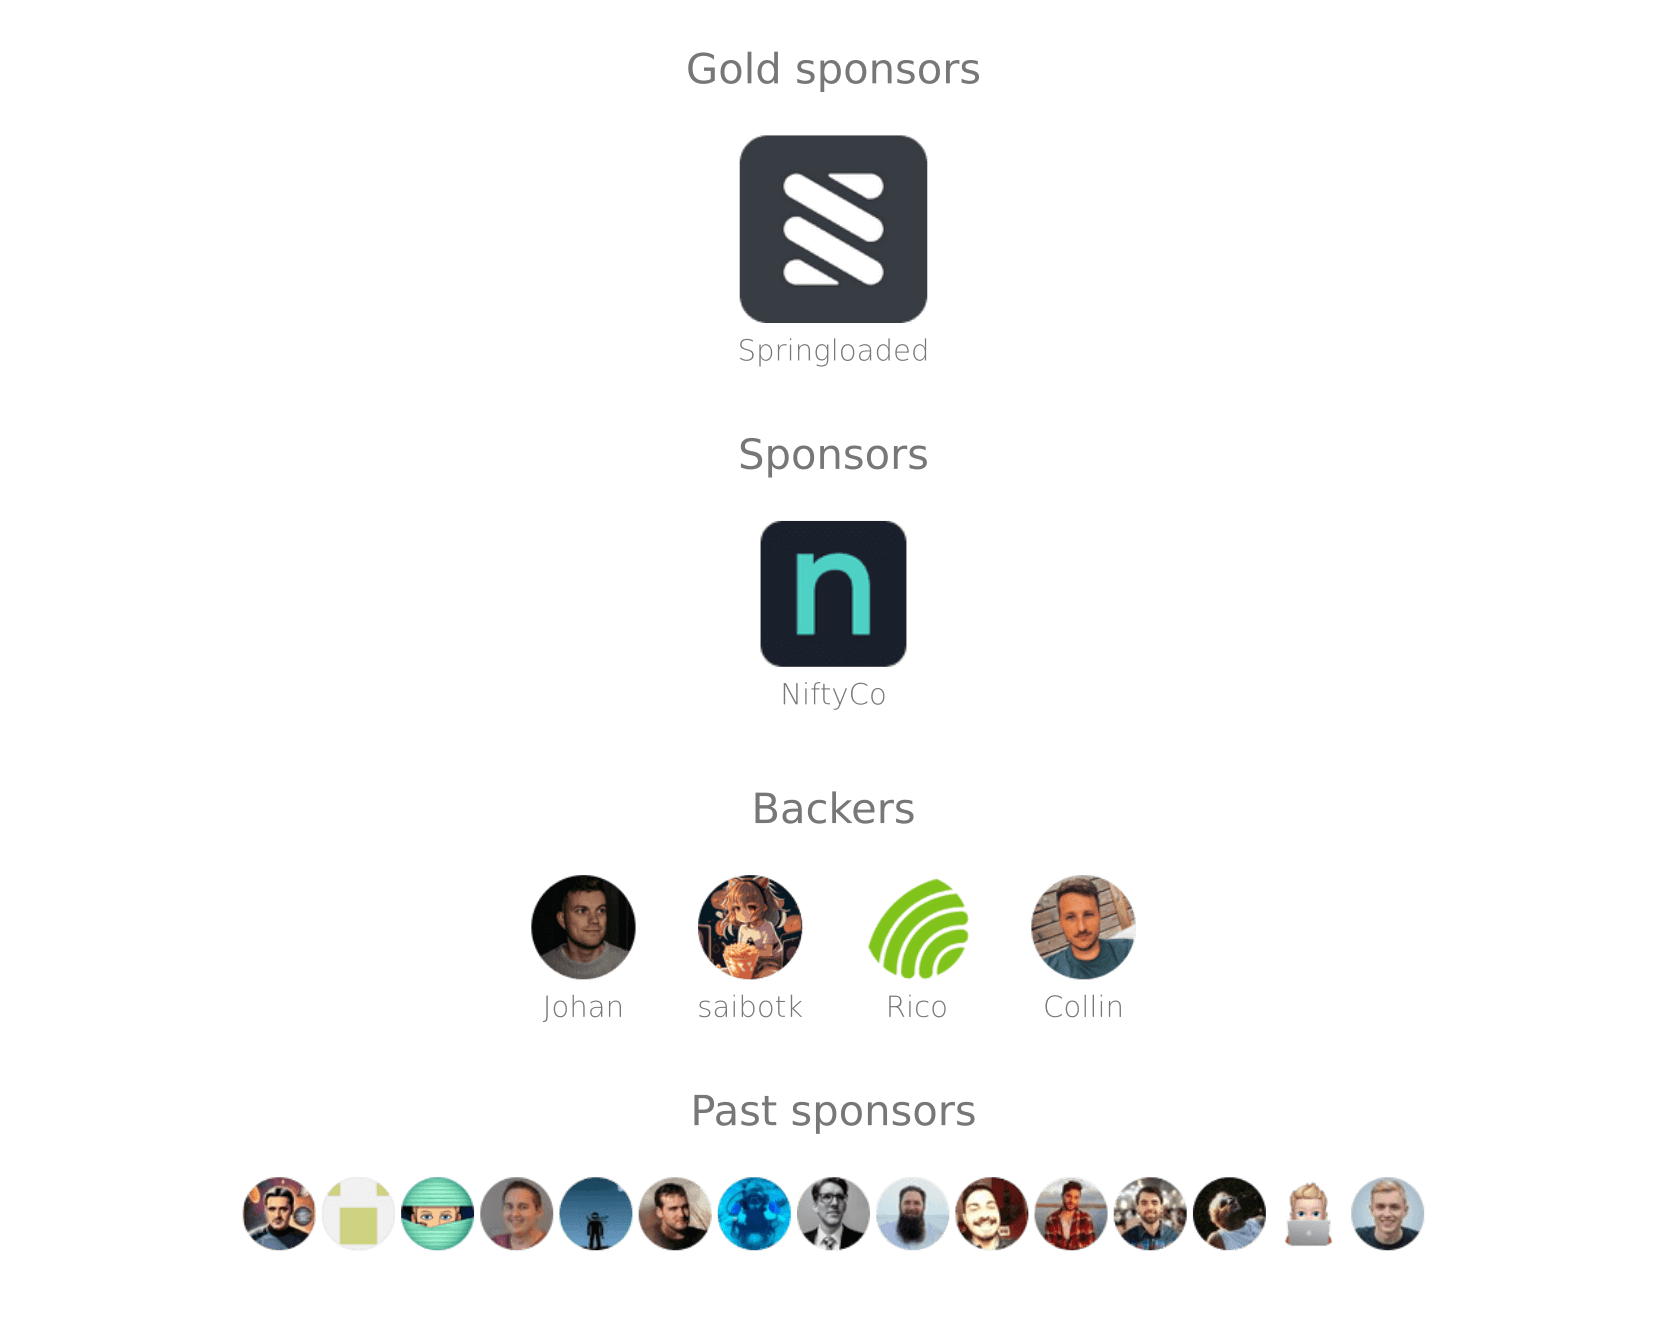 Gold sponsors
Springloaded
Sponsors
n
NiftyCo
Backers
Johan
saibotk
Rico
Collin
Past sponsors